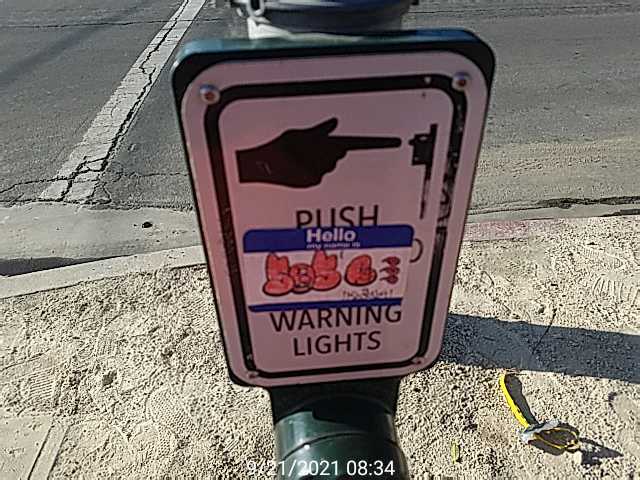 PUSH
Hello
my name is
WARNING
LIGHTS
9/21/2021 08:34